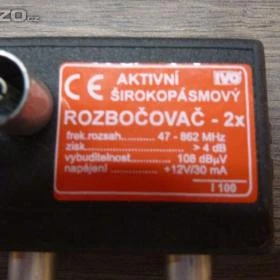 zo.cz
CE AKTIVNÍ IVO
ŠIROKOPÁSMOVÝ
ROZBOČOVAČ - 2x
frek.rozsah........... 47 - 862 MHz
zisk....................... > 4 dB
vybuditelnost........... 108 dBµV
napájení ........ +12V/30 mA
I 100